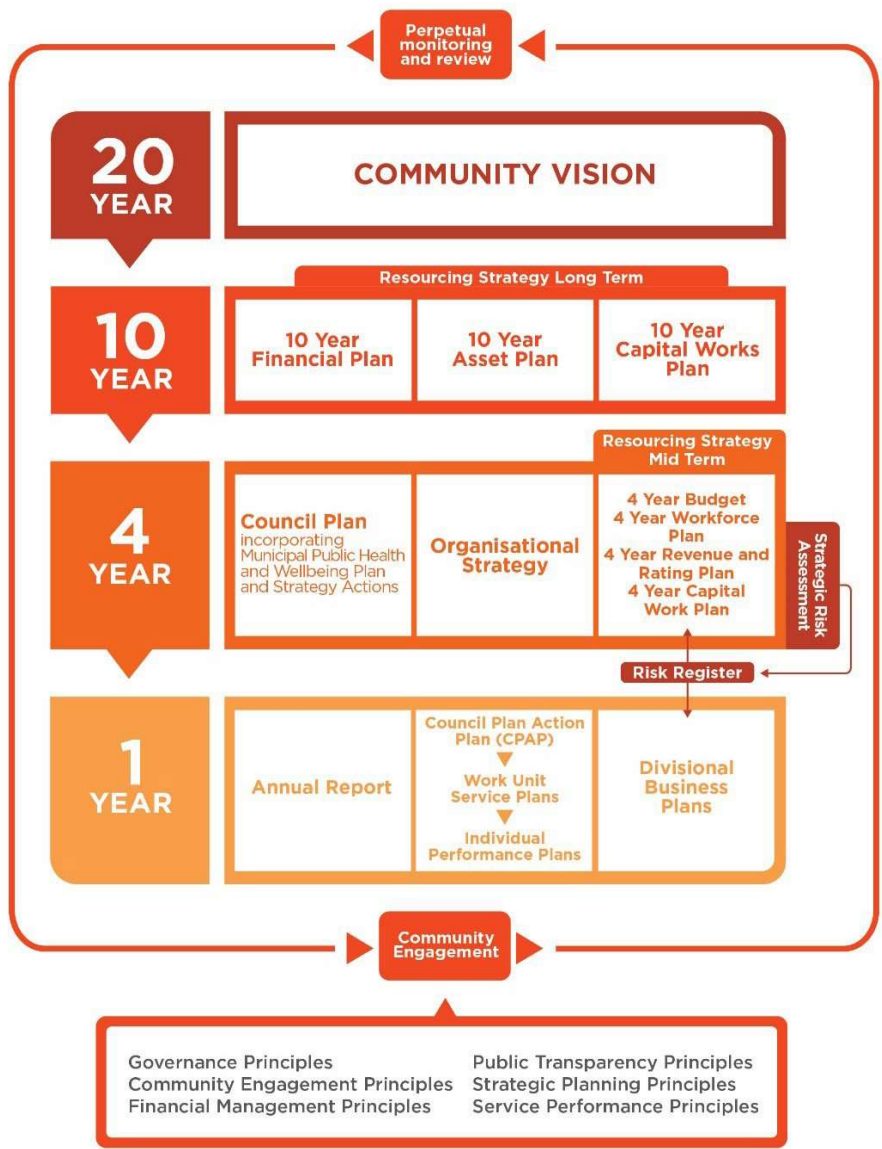 Perpetual
monitoring
and review
20
YEAR
COMMUNITY VISION
Resourcing Strategy Long Term
10
YEAR
10 Year
Financial Plan
10 Year
Asset Plan
10 Year
Capital Works
Plan
Resourcing Strategy
Mid Term
4
YEAR
Council Plan
incorporating
Municipal Public Health
and Wellbeing Plan
and Strategy Actions
Organisational
Strategy
4 Year Budget
4 Year Workforce
Plan
4 Year Revenue and
Rating Plan
4 Year Capital
Work Plan
Strategic Risk
Assessment
Risk Register
1
YEAR
Annual Report
Council Plan Action
Plan (CPAP)
Work Unit
Service Plans
Individual
Performance Plans
Divisional
Business
Plans
Community
Engagement
Governance Principles
Community Engagement Principles
Financial Management Principles
Public Transparency Principles
Strategic Planning Principles
Service Performance Principles